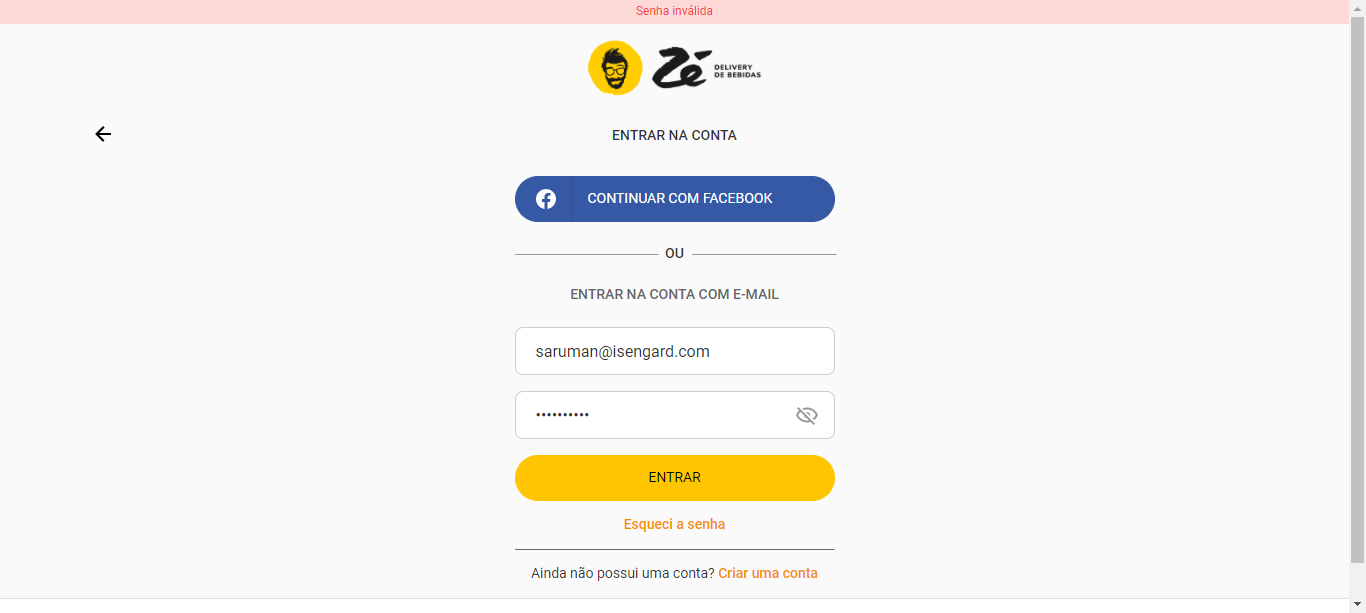 Senha inválida
Zé DELIVERY
DE BEBIDAS
ENTRAR NA CONTA
CONTINUAR COM FACEBOOK
OU
ENTRAR NA CONTA COM E-MAIL
saruman@isengard.com
••••••••••
ENTRAR
Esqueci a senha
Ainda não possui uma conta? Criar uma conta